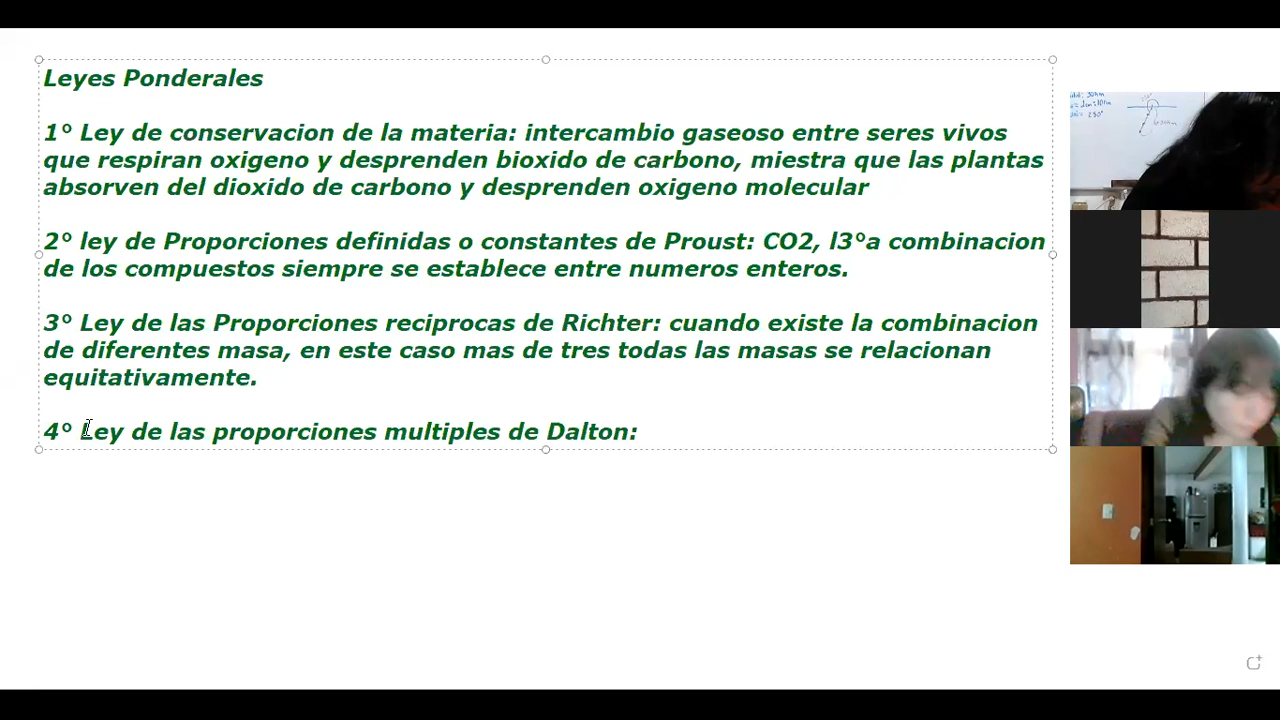 Leyes Ponderales
1° Ley de conservacion de la materia: intercambio gaseoso entre seres vivos
que respiran oxigeno y desprenden bioxido de carbono, miestra que las plantas
absorven del dioxido de carbono y desprenden oxigeno molecular
2° ley de Proporciones definidas o constantes de Proust: CO2, l3°a combinacion
de los compuestos siempre se establece entre numeros enteros.
3° Ley de las Proporciones reciprocas de Richter: cuando existe la combinacion
de diferentes masa, en este caso mas de tres todas las masas se relacionan
equitativamente.
4° Ley de las proporciones multiples de Dalton: